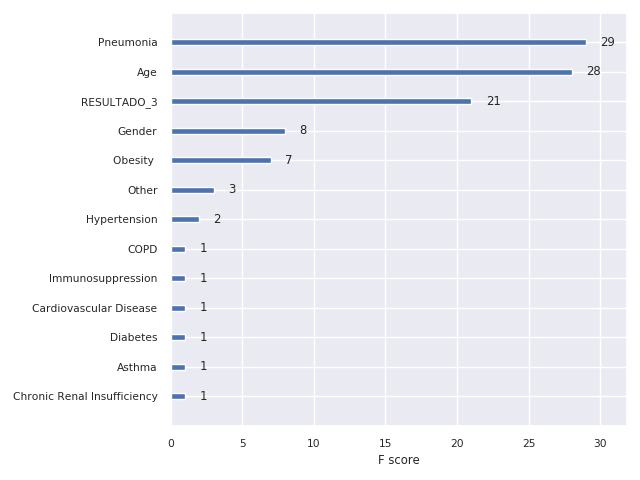 Pneumonia 29
Age 28
RESULTADO_3 21
Gender 8
Obesity 7
Other 3
Hypertension 2
COPD 1
Immunosuppression 1
Cardiovascular Disease 1
Diabetes 1
Asthma 1
Chronic Renal Insufficiency 1
0 5 10 15 20 25 30
F score